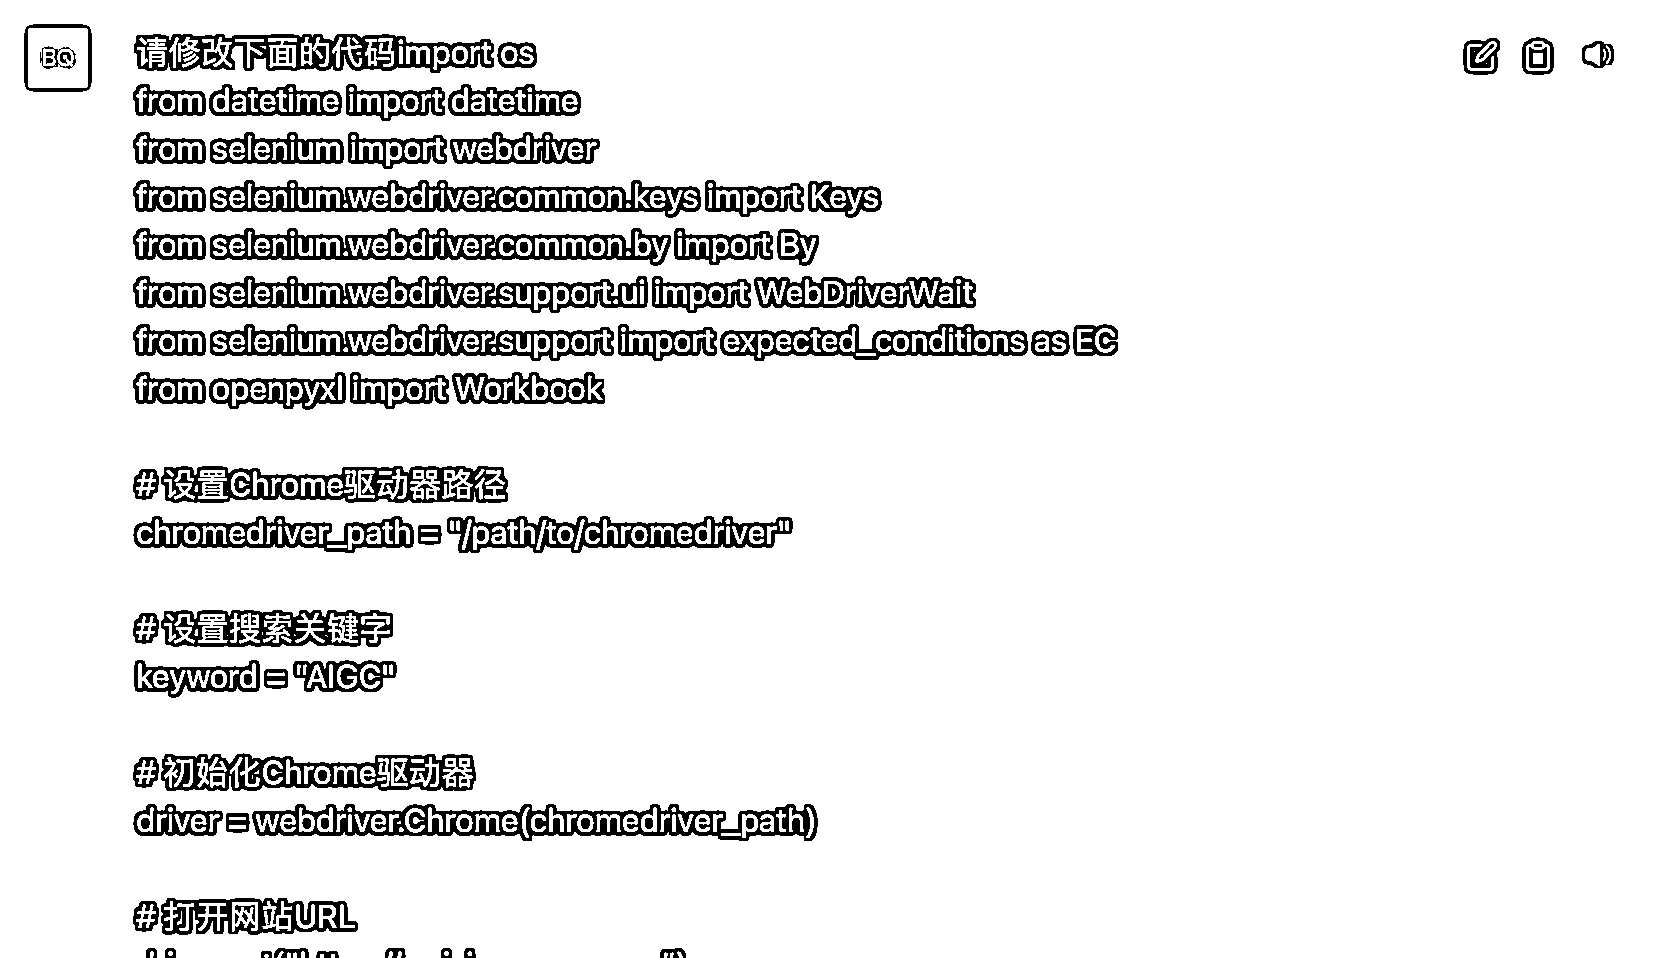 BQ
请修改下面的代码import os
from datetime import datetime
from selenium import webdriver
from selenium.webdriver.common.keys import Keys
from selenium.webdriver.common.by import By
from selenium.webdriver.support.ui import WebDriverWait
from selenium.webdriver.support import expected_conditions as EC
from openpyxl import Workbook
# 设置Chrome驱动器路径
chromedriver_path = "/path/to/chromedriver"
# 设置搜索关键字
keyword = "AIGC"
# 初始化Chrome驱动器
driver = webdriver.Chrome(chromedriver_path)
# 打开网站URL